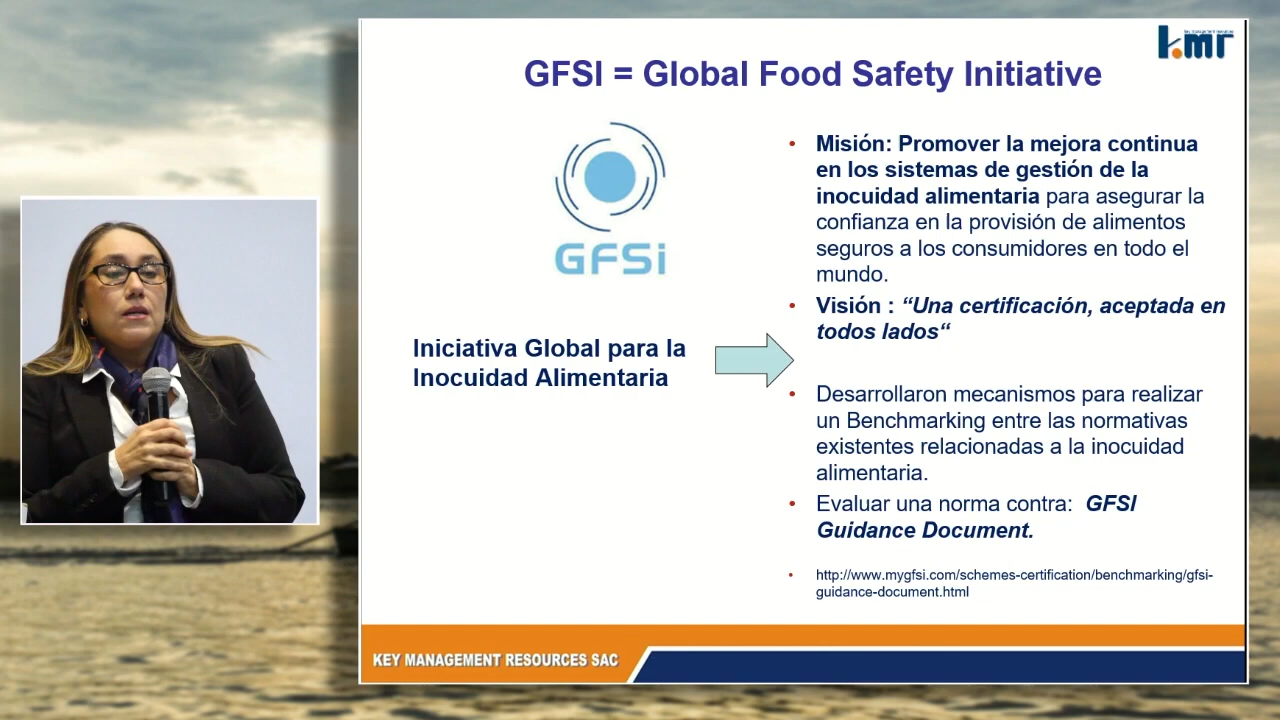 kmr
GFSI = Global Food Safety Initiative
GFSi
Iniciativa Global para la
Inocuidad Alimentaria
• Misión: Promover la mejora continua
en los sistemas de gestión de la
inocuidad alimentaria para asegurar la
confianza en la provisión de alimentos
seguros a los consumidores en todo el
mundo.
• Visión : “Una certificación, aceptada en
todos lados“
• Desarrollaron mecanismos para realizar
un Benchmarking entre las normativas
existentes relacionadas a la inocuidad
alimentaria.
• Evaluar una norma contra: GFSI
Guidance Document.
• http://www.mygfsi.com/schemes-certification/benchmarking/gfsi-
guidance-document.html
KEY MANAGEMENT RESOURCES SAC